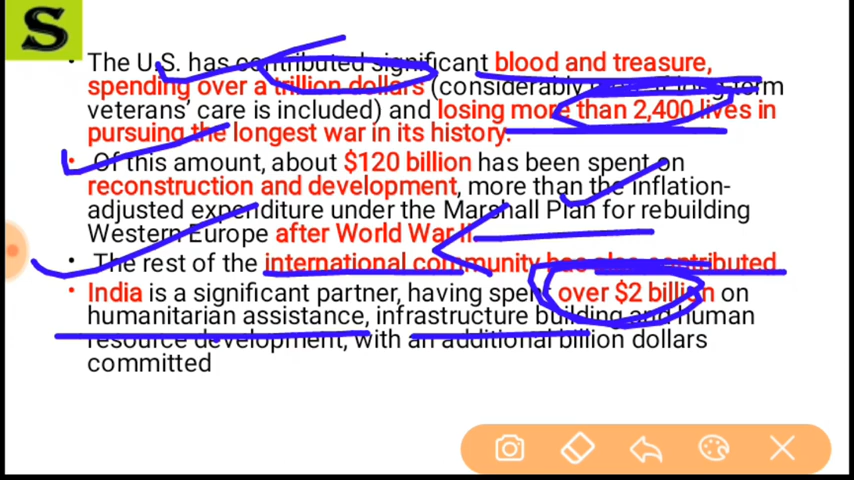 S
• The U.S. has contributed significant blood and treasure,
spending over a trillion dollars (considerably more if long-term
veterans' care is included) and losing more than 2,400 lives in
pursuing the longest war in its history.
• Of this amount, about $120 billion has been spent on
reconstruction and development, more than the inflation-
adjusted expenditure under the Marshall Plan for rebuilding
Western Europe after World War II.
• The rest of the international community has also contributed.
• India is a significant partner, having spent over $2 billion on
humanitarian assistance, infrastructure building and human
resource development, with an additional billion dollars
committed